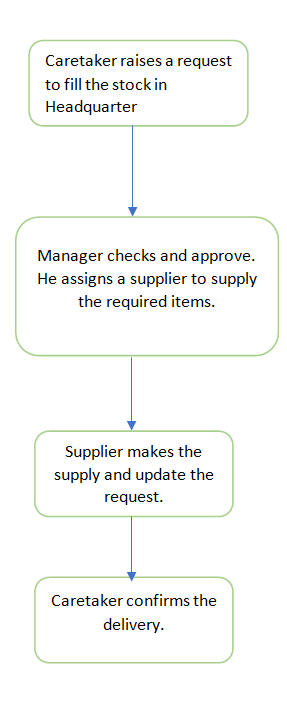 Caretaker raises a request
to fill the stock in
Headquarter
Manager checks and approve.
He assigns a supplier to supply
the required items.
Supplier makes the
supply and update the
request.
Caretaker confirms the
delivery.